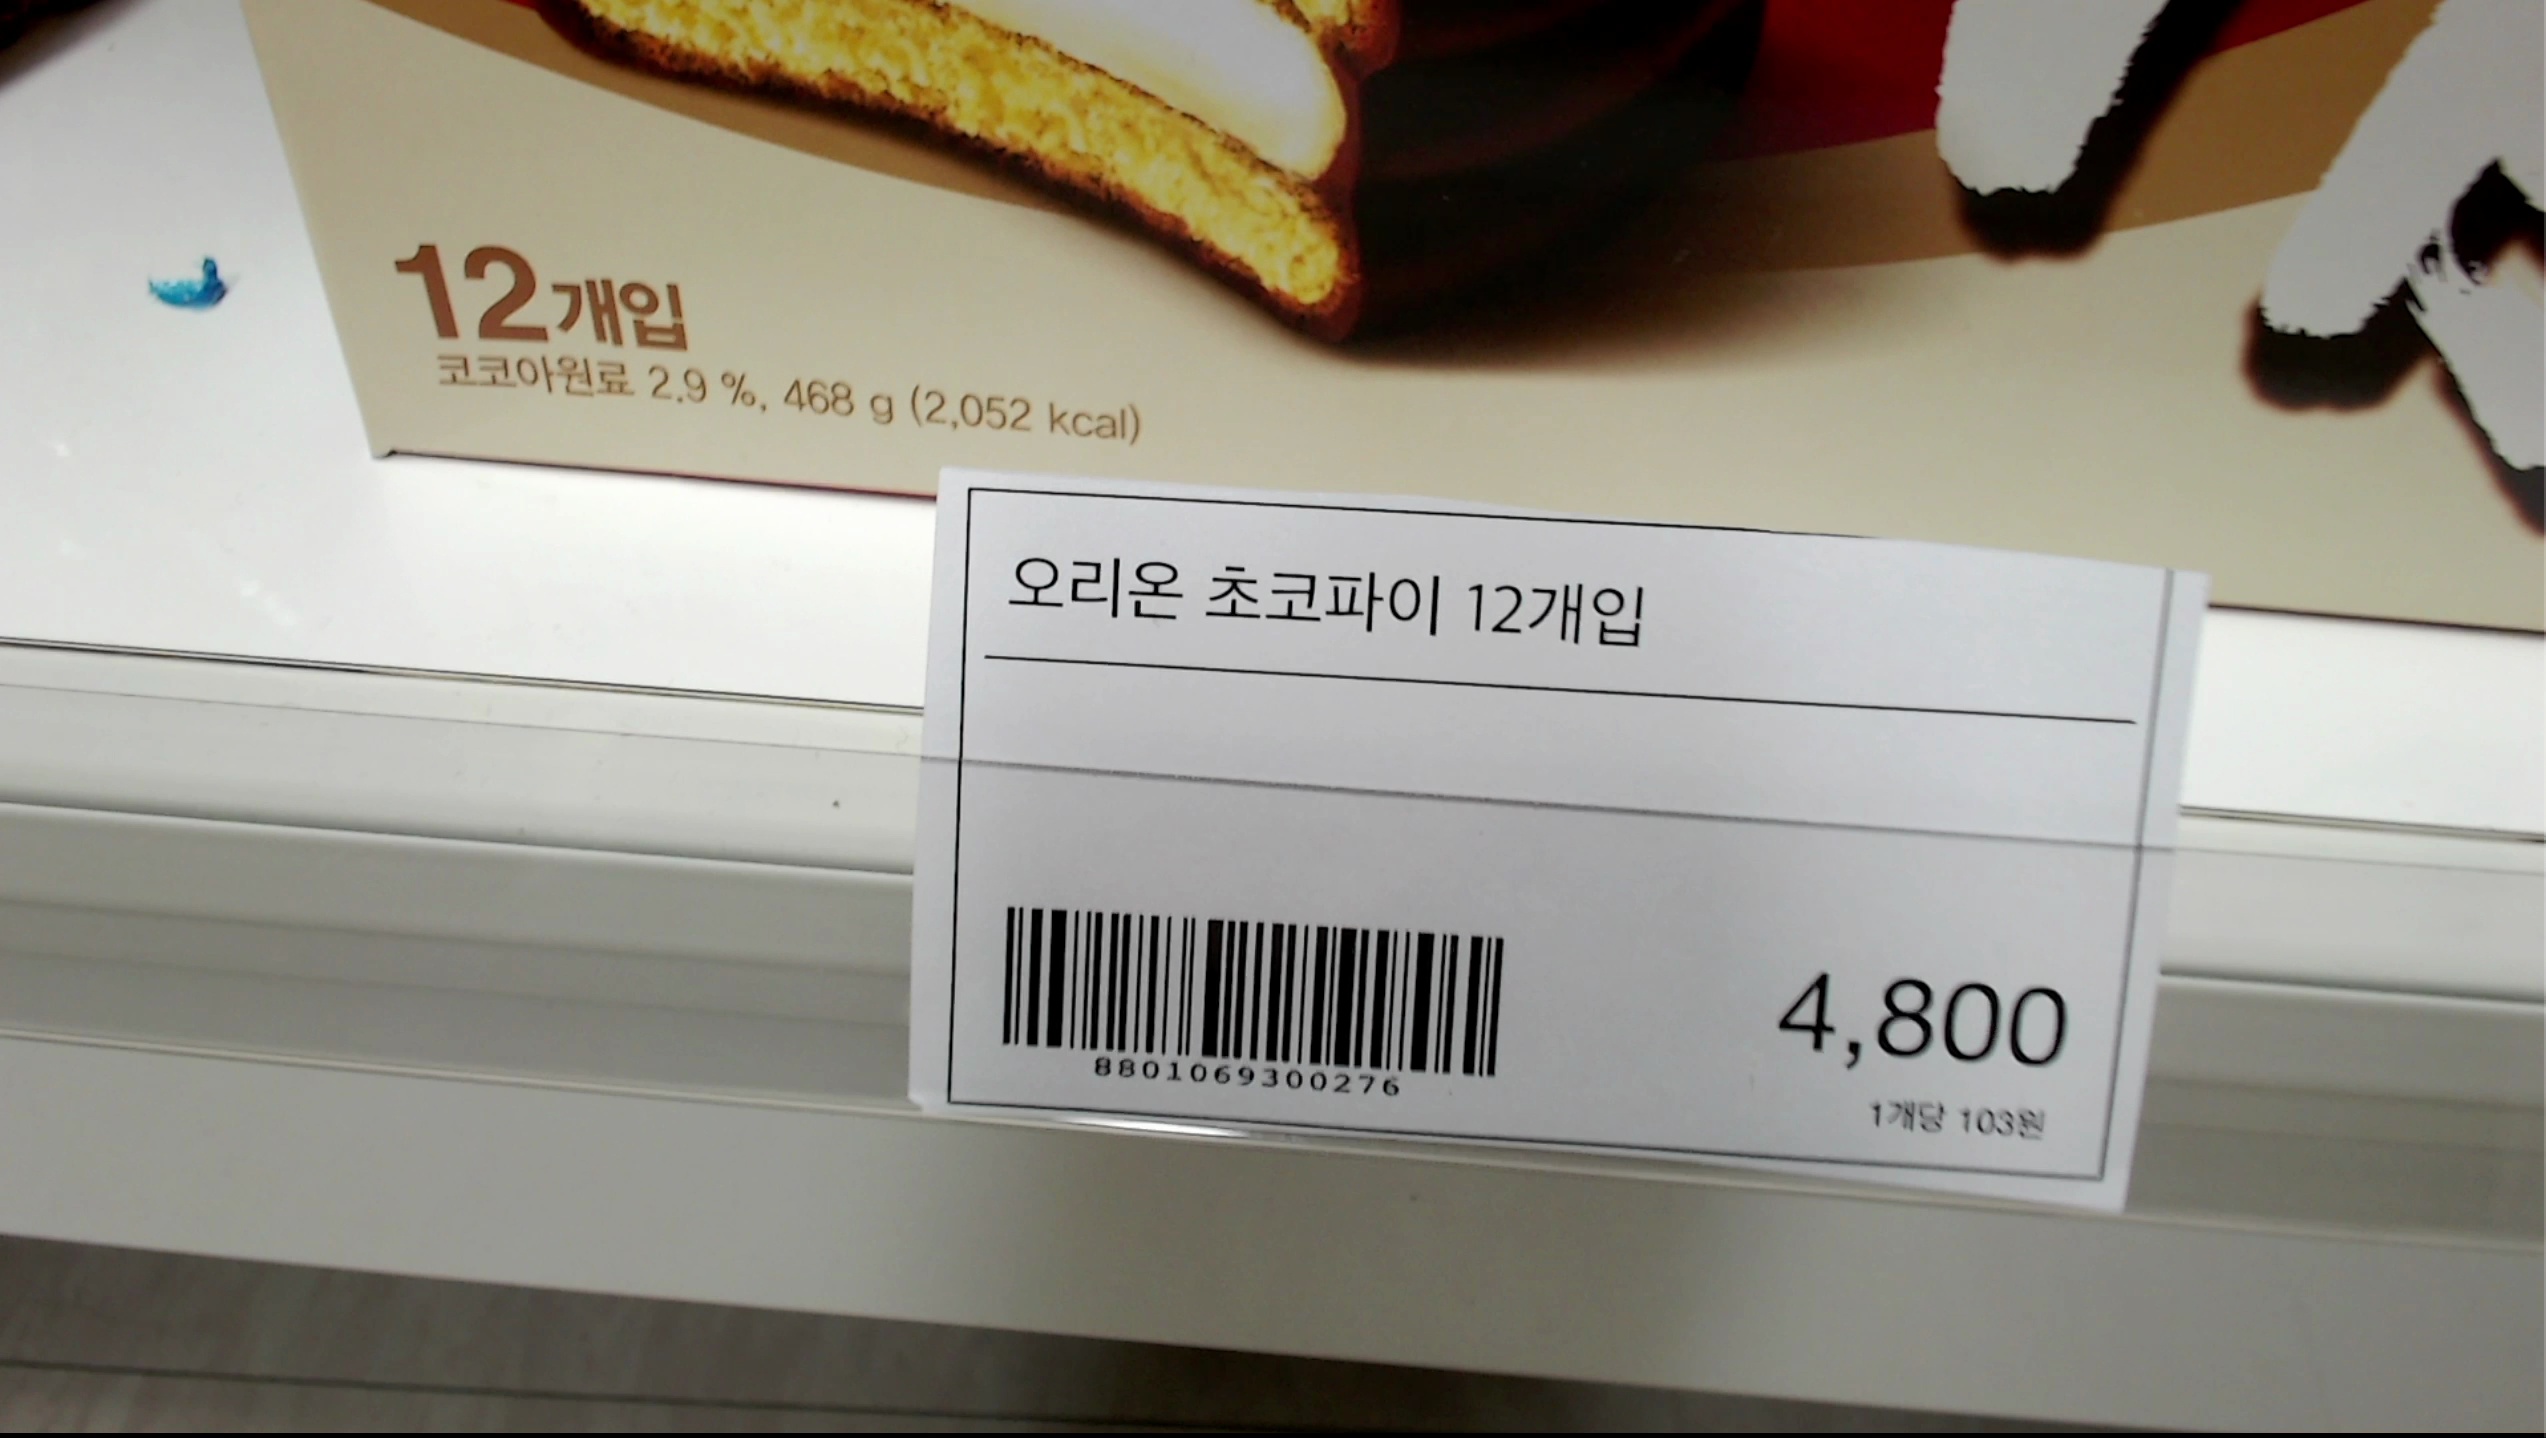 12개입
코코아원료 2.9 %, 468 g (2,052 kcal)
오리온 초코파이 12개입
8801069300276
4,800
1개당 103원